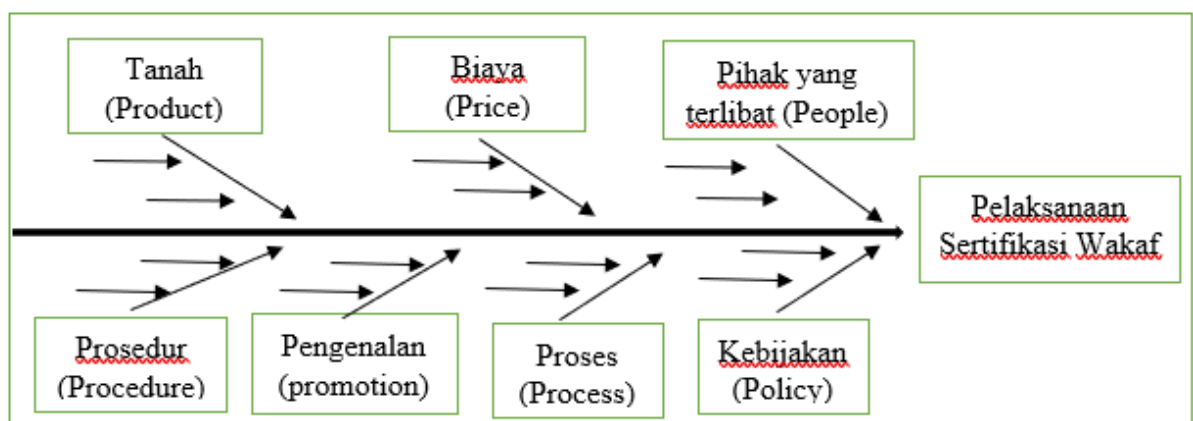 Tanah
(Product)
Biaya
(Price)
Pihak yang
terlibat (People)
Pelaksanaan
Sertifikasi Wakaf
Prosedur
(Procedure)
Pengenalan
(promotion)
Proses
(Process)
Kebijakan
(Policy)